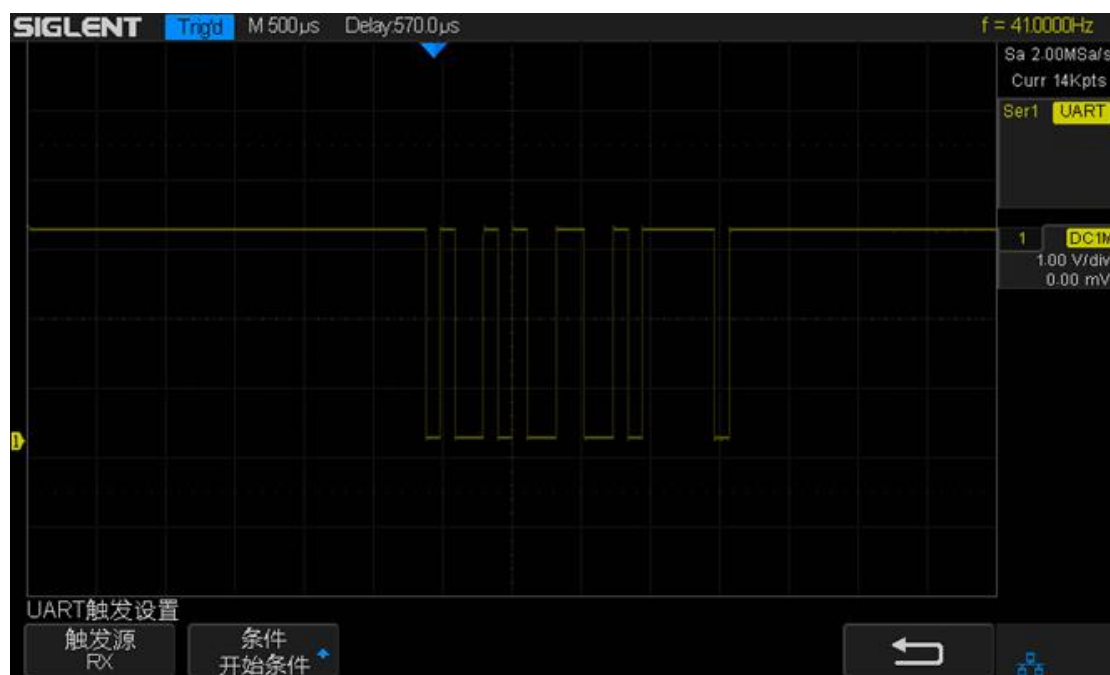 SIGLENT Trig'd M 500µs Delay:570.0µs f = 41.0000Hz
Sa 2.00MSa/s
Curr 14Kpts
Ser1 UART
1 DC1M
1.00 V/div
0.00 mV
1
UART触发设置
触发源 条件
RX 开始条件